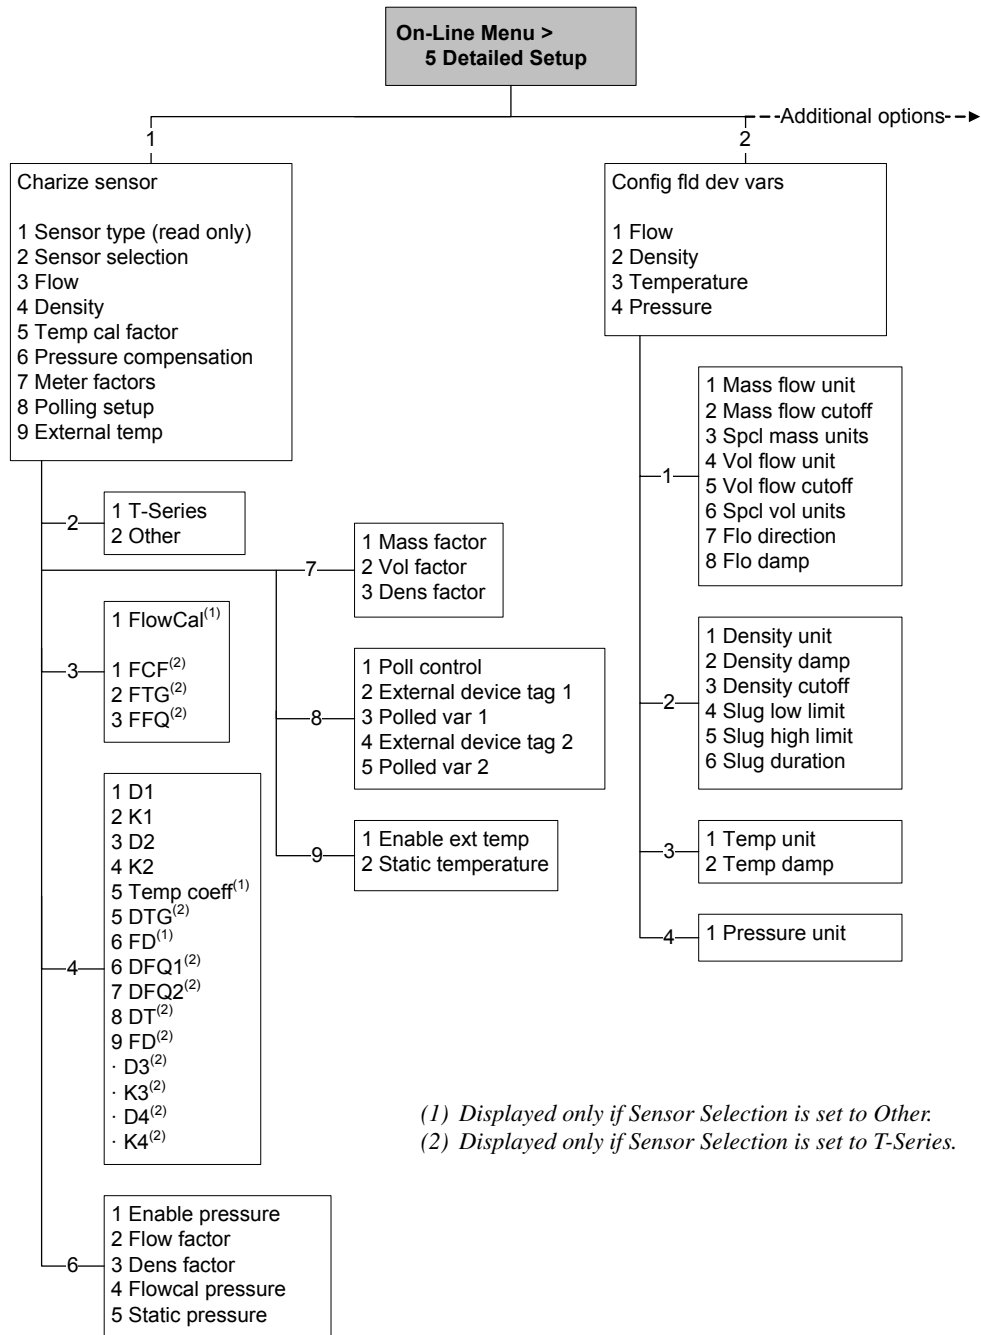 On-Line Menu >
5 Detailed Setup
Additional options
1
2
Charize sensor
1 Sensor type (read only)
2 Sensor selection
3 Flow
4 Density
5 Temp cal factor
6 Pressure compensation
7 Meter factors
8 Polling setup
9 External temp
2
1 T-Series
2 Other
3
1 FlowCal(1)
1 FCF(2)
2 FTG(2)
3 FFQ(2)
4
1 D1
2 K1
3 D2
4 K2
5 Temp coeff(1)
5 DTG(2)
6 FD(1)
6 DFQ1(2)
7 DFQ2(2)
8 DT(2)
9 FD(2)
· D3(2)
· K3(2)
· D4(2)
· K4(2)
6
1 Enable pressure
2 Flow factor
3 Dens factor
4 Flowcal pressure
5 Static pressure
7
1 Mass factor
2 Vol factor
3 Dens factor
8
1 Poll control
2 External device tag 1
3 Polled var 1
4 External device tag 2
5 Polled var 2
9
1 Enable ext temp
2 Static temperature
Config fld dev vars
1 Flow
2 Density
3 Temperature
4 Pressure
1
1 Mass flow unit
2 Mass flow cutoff
3 Spcl mass units
4 Vol flow unit
5 Vol flow cutoff
6 Spcl vol units
7 Flo direction
8 Flo damp
2
1 Density unit
2 Density damp
3 Density cutoff
4 Slug low limit
5 Slug high limit
6 Slug duration
3
1 Temp unit
2 Temp damp
4
1 Pressure unit
(1) Displayed only if Sensor Selection is set to Other.
(2) Displayed only if Sensor Selection is set to T-Series.